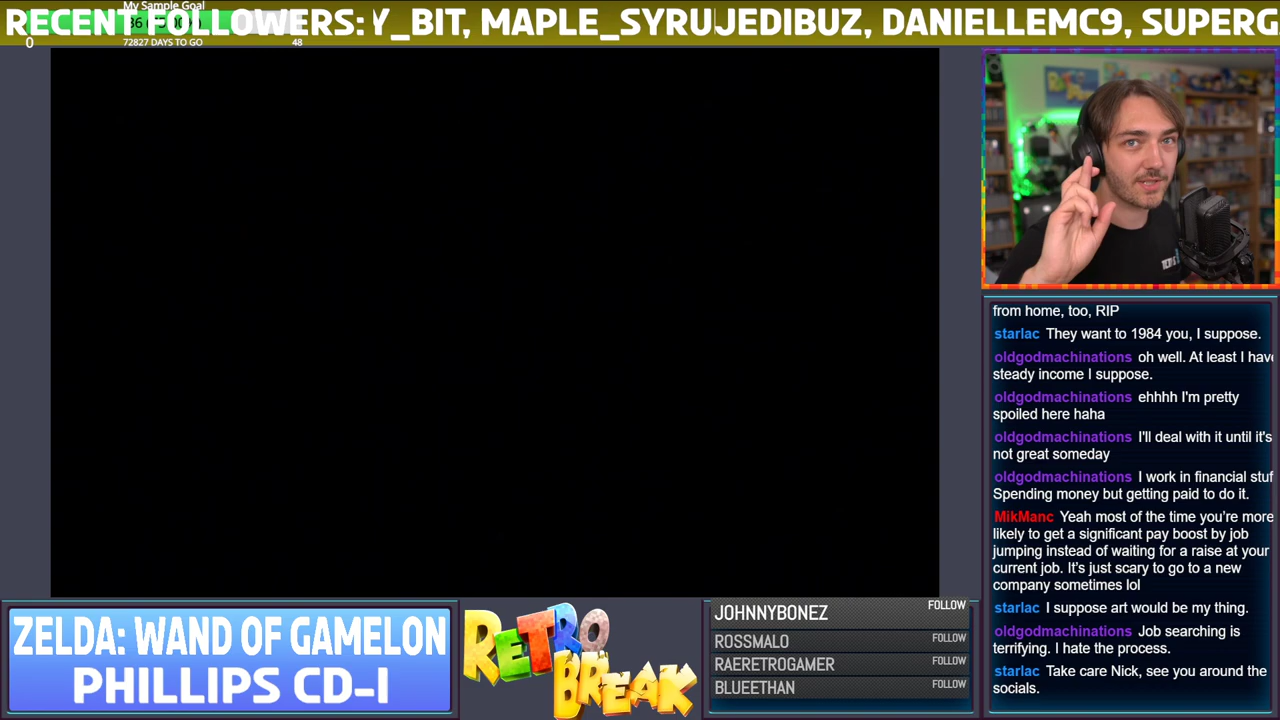 My Sample Goal
RECENT FOLLOWERS: Y_BIT, MAPLE_SYRUJEDIBUZ, DANIELLEMC9, SUPERG
0
72827 DAYS TO GO
48
from home, too, RIP
starlac They want to 1984 you, I suppose.
oldgodmachinations oh well. At least I have
steady income I suppose.
oldgodmachinations ehhhh I'm pretty
spoiled here haha
oldgodmachinations I'll deal with it until it's
not great someday
oldgodmachinations I work in financial stuf
Spending money but getting paid to do it.
MikManc Yeah most of the time you're more
likely to get a significant pay boost by job
jumping instead of waiting for a raise at your
current job. It's just scary to go to a new
company sometimes lol
starlac I suppose art would be my thing.
oldgodmachinations Job searching is
terrifying. I hate the process.
starlac Take care Nick, see you around the
socials.
ZELDA: WAND OF GAMELON
PHILLIPS CD-I
RETRO
BREAK
JOHNNYBONEZ FOLLOW
ROSSMALO FOLLOW
RAERETROGAMER FOLLOW
BLUEETHAN FOLLOW